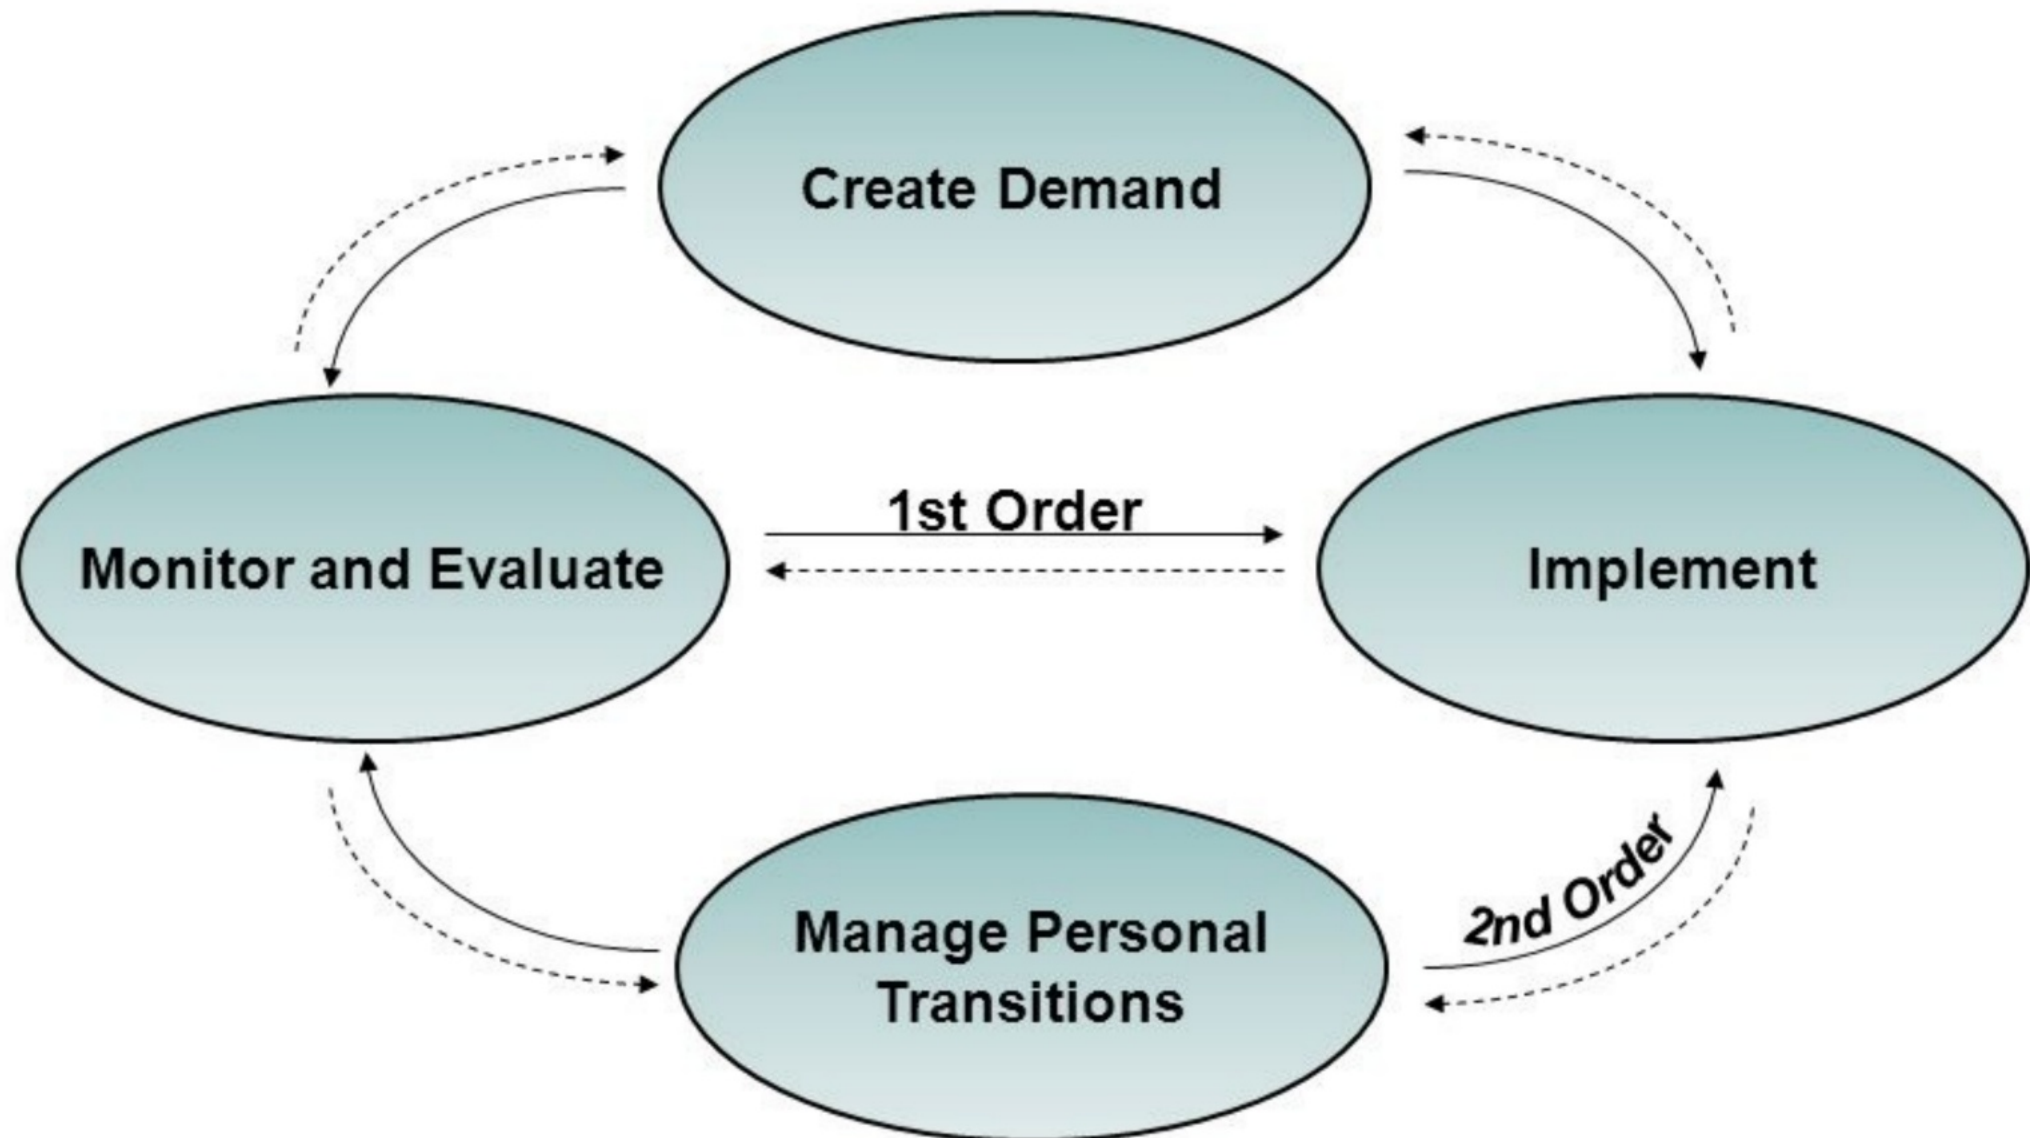 Create Demand
1st Order
Monitor and Evaluate
Implement
2nd Order
Manage Personal
Transitions